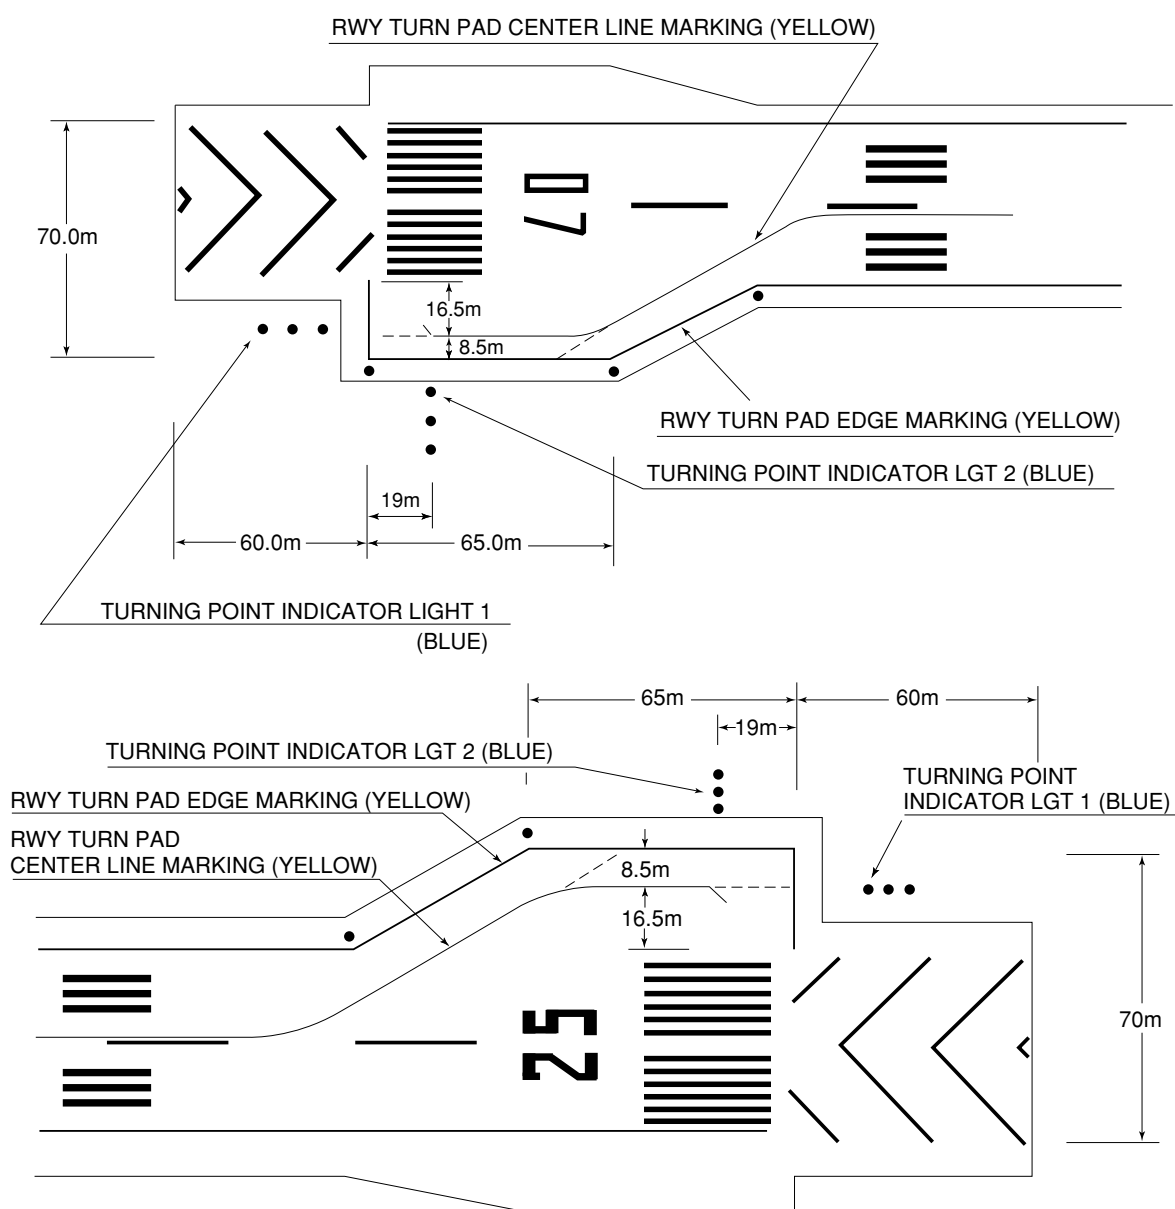 RWY TURN PAD CENTER LINE MARKING (YELLOW)
07
70.0m
16.5m
8.5m
RWY TURN PAD EDGE MARKING (YELLOW)
TURNING POINT INDICATOR LGT 2 (BLUE)
19m
60.0m
65.0m
TURNING POINT INDICATOR LIGHT 1
(BLUE)
65m
60m
19m
TURNING POINT INDICATOR LGT 2 (BLUE)
TURNING POINT
INDICATOR LGT 1 (BLUE)
RWY TURN PAD EDGE MARKING (YELLOW)
RWY TURN PAD
CENTER LINE MARKING (YELLOW)
8.5m
16.5m
25
70m